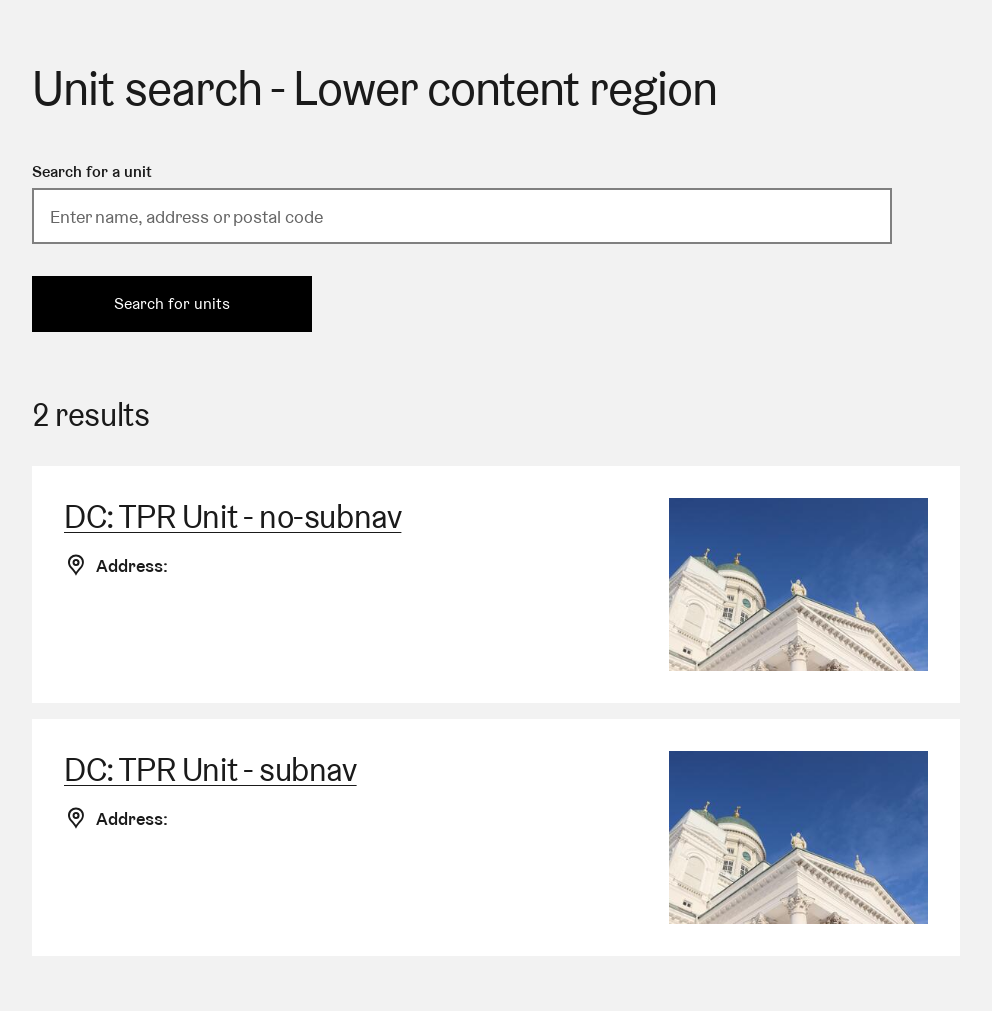 Unit search - Lower content region
Search for a unit
Enter name, address or postal code
Search for units
2 results
DC: TPR Unit - no-subnav
Address:
DC: TPR Unit - subnav
Address: